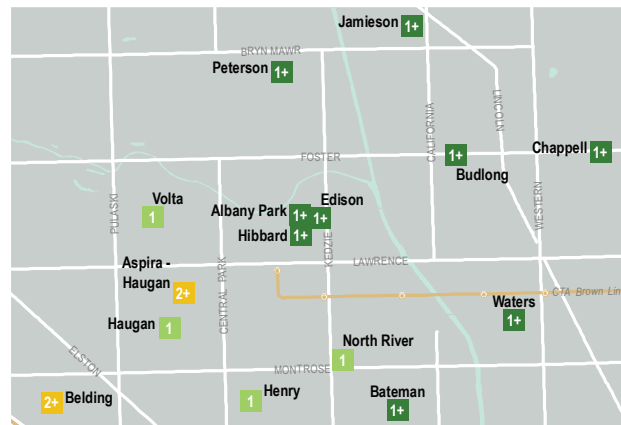 Jamieson 1+
BRYN MAWR
Peterson 1+
LINCOLN
CALIFORNIA
Chappell 1+
FOSTER
1+
Budlong
Volta
1
Edison
Albany Park 1+ 1+
Hibbard 1+
PULASKI
KEDZIE
WESTERN
LAWRENCE
Aspira -
Haugan 2+
CENTRAL PARK
CTA Brown Lin
Waters
1+
Haugan 1
North River
1
ELSTON
MONTROSE
Belding
2+
Henry
1
Bateman
1+